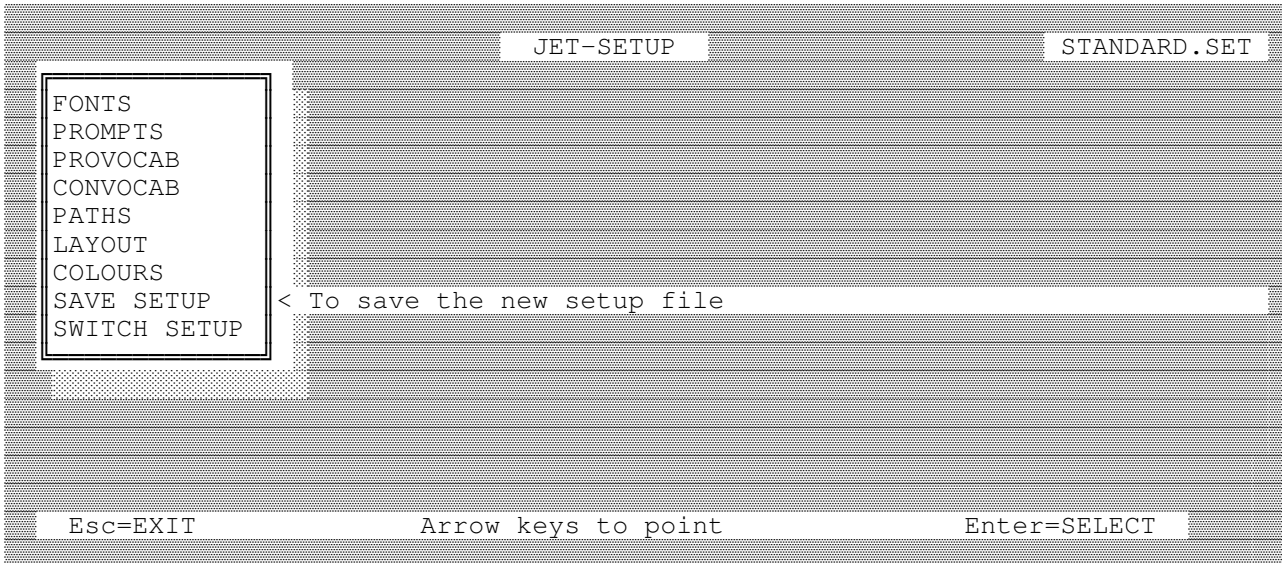 JET-SETUP STANDARD.SET
FONTS
PROMPTS
PROVOCAB
CONVOCAB
PATHS
LAYOUT
COLOURS
SAVE SETUP < To save the new setup file
SWITCH SETUP
Esc=EXIT Arrow keys to point Enter=SELECT